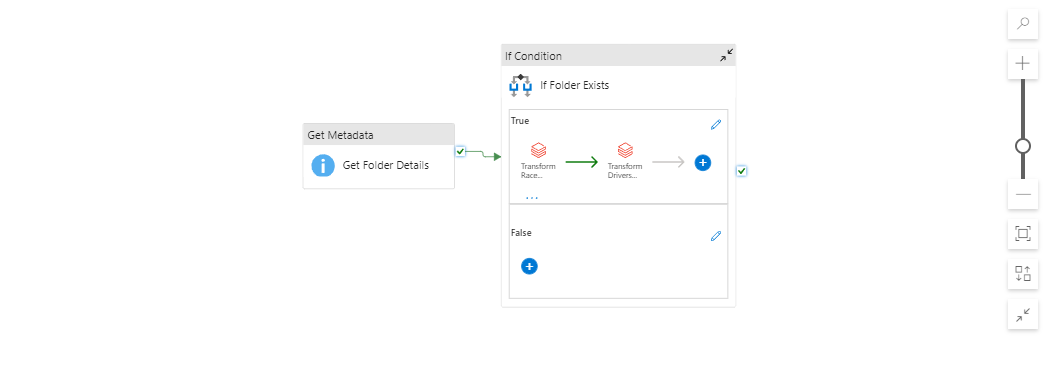 If Condition
If Folder Exists
Get Metadata
Get Folder Details
True
Transform
Race...
Transform
Drivers...
...
False